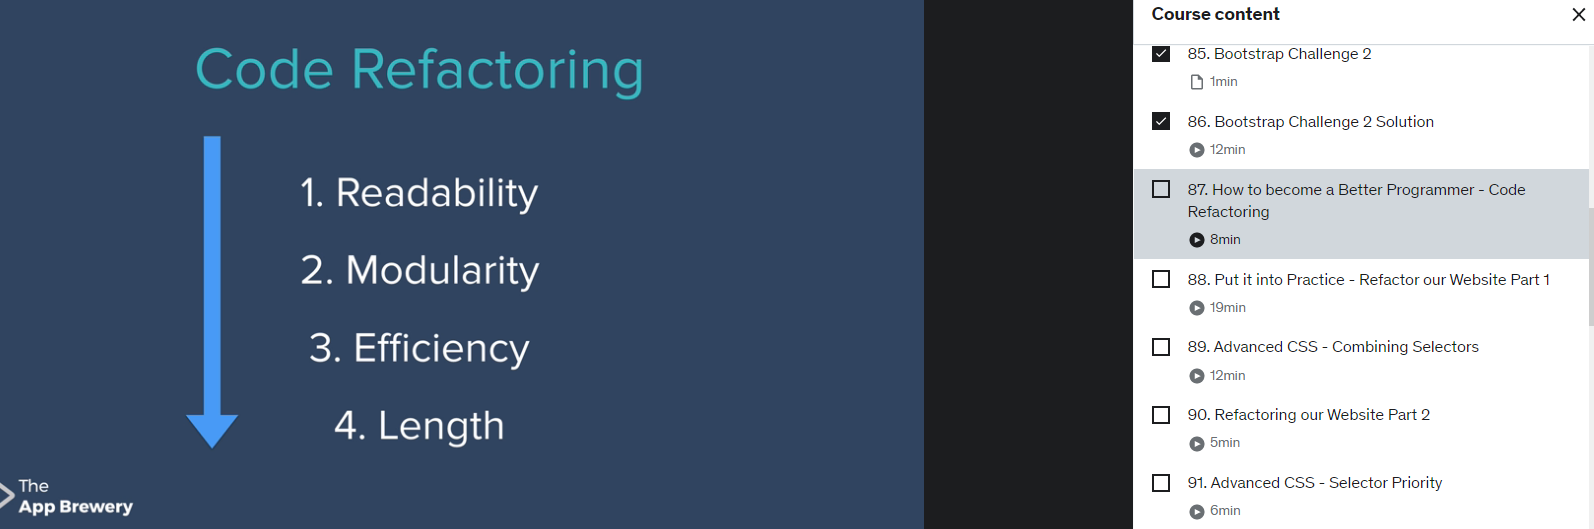 Code Refactoring
1. Readability
2. Modularity
3. Efficiency
4. Length
The
App Brewery
Course content
85. Bootstrap Challenge 2
1min
86. Bootstrap Challenge 2 Solution
12min
87. How to become a Better Programmer - Code
Refactoring
8min
88. Put it into Practice - Refactor our Website Part 1
19min
89. Advanced CSS - Combining Selectors
12min
90. Refactoring our Website Part 2
5min
91. Advanced CSS - Selector Priority
6min